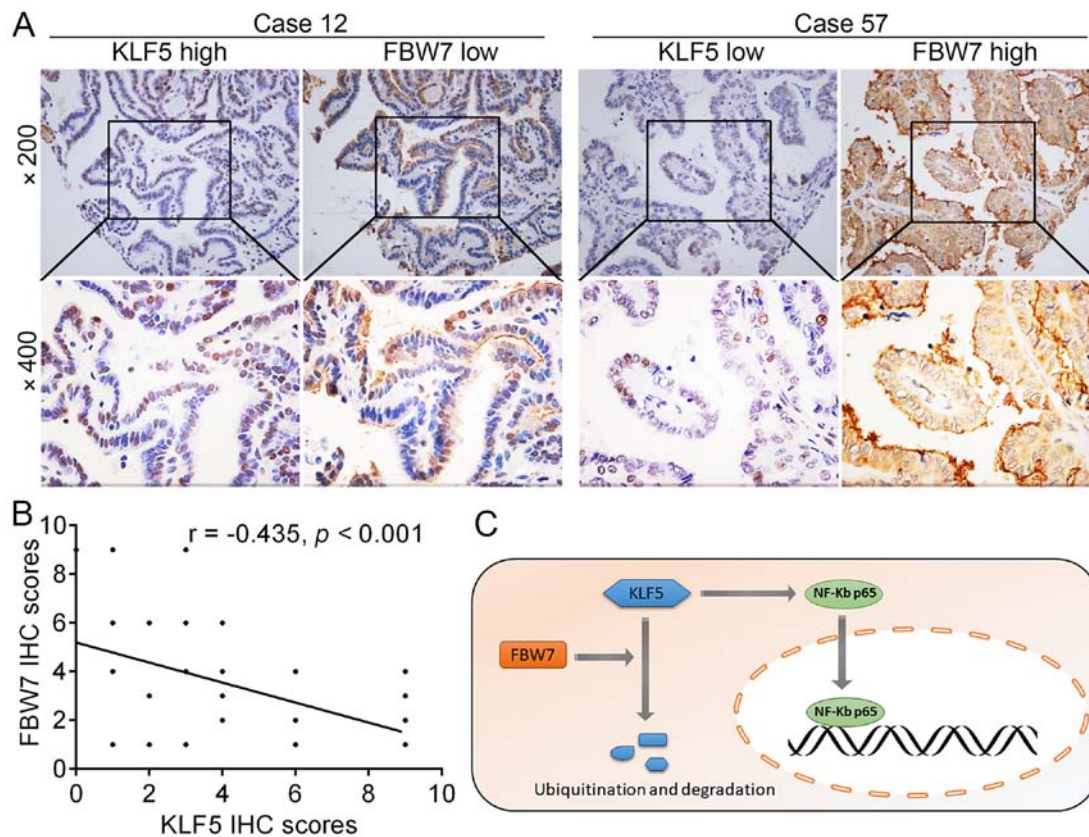 A
Case 12
Case 57
KLF5 high
FBW7 low
KLF5 low
FBW7 high
×200
×400
B
r = -0.435, p < 0.001
FBW7 IHC scores
10
8
6
4
2
0
0
2
4
6
8
10
KLF5 IHC scores
C
KLF5
NF-Kb p65
FBW7
NF-Kb p65
Ubiquitination and degradation